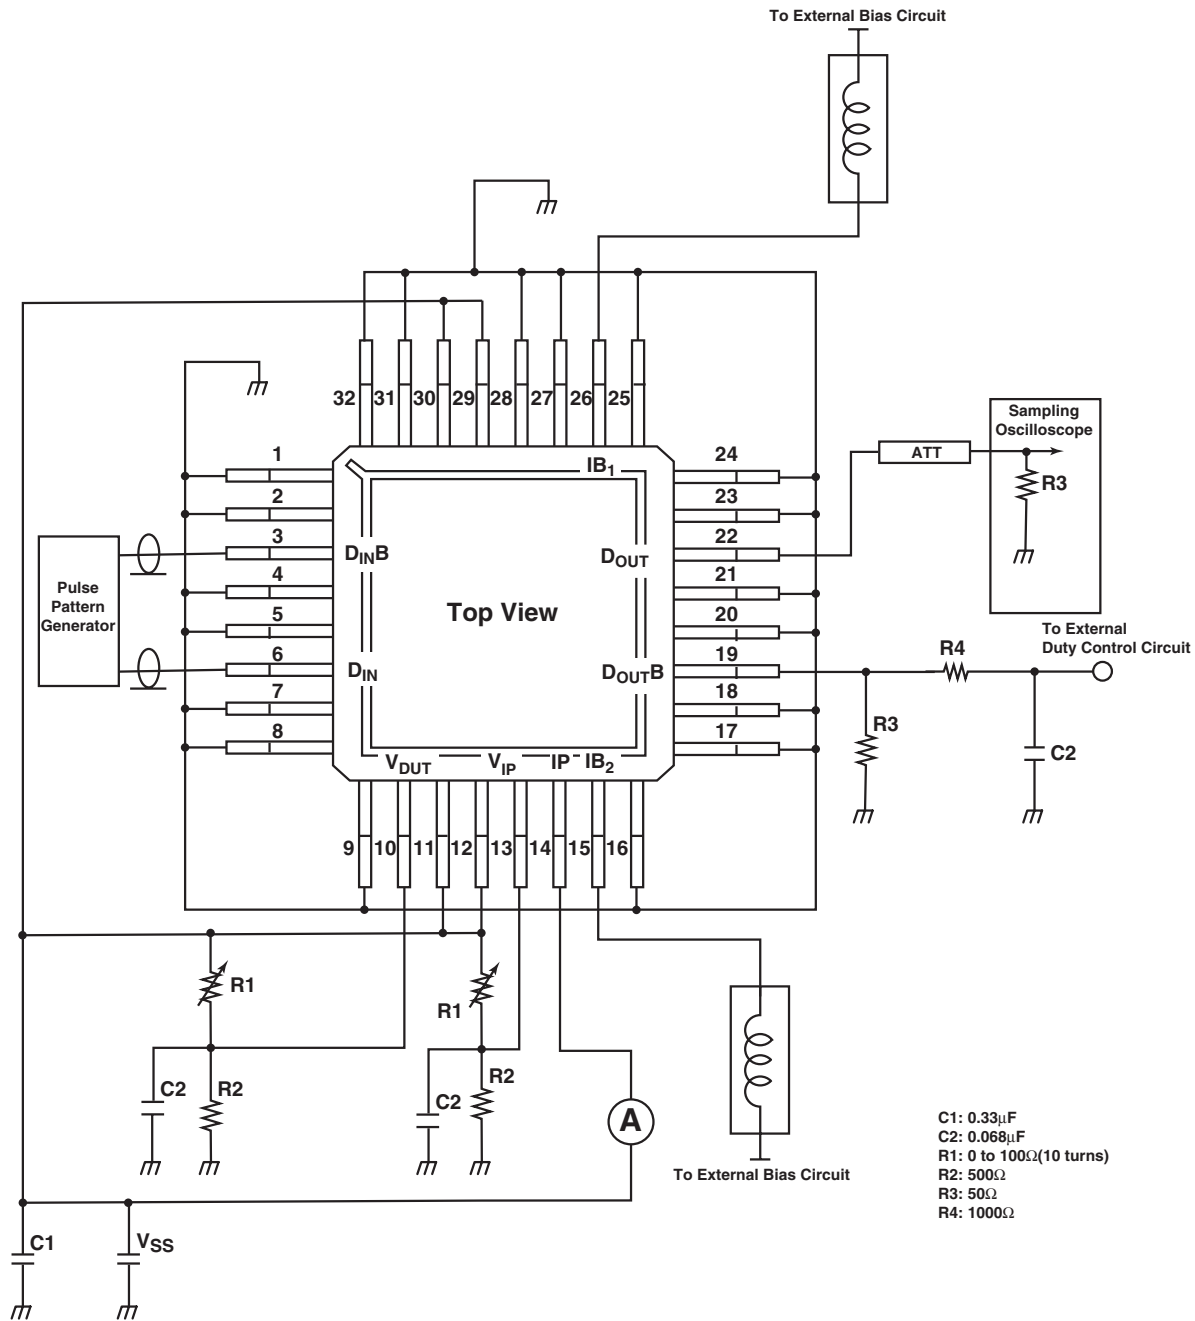 To External Bias Circuit
32 31 30 29 28 27 26 25
Sampling
Oscilloscope
R3
ATT
IB1
1
2
3
4
5
6
7
8
24
23
22
21
20
19
18
17
DINB
DOUT
Pulse
Pattern
Generator
Top View
DIN
DOUTB
To External
Duty Control Circuit
R4
R3
C2
VDUT VIP IP IB2
9 10 11 12 13 14 15 16
R1
R1
C2
R2
C2
R2
A
To External Bias Circuit
C1: 0.33μF
C2: 0.068μF
R1: 0 to 100Ω(10 turns)
R2: 500Ω
R3: 50Ω
R4: 1000Ω
C1
VSS